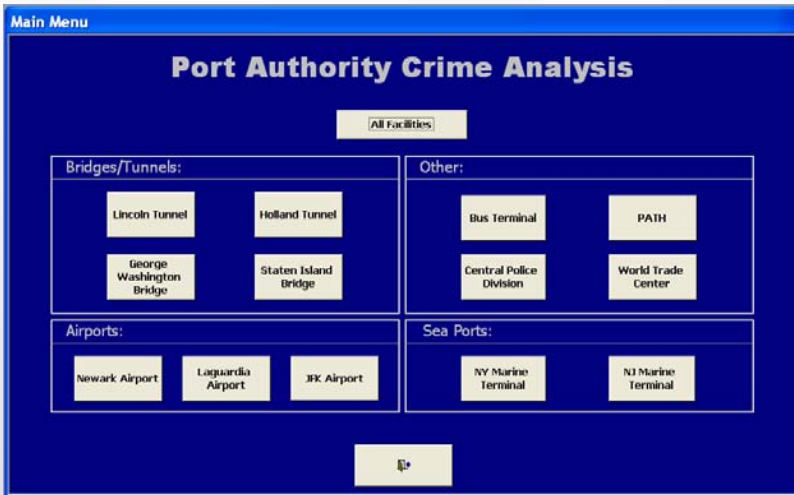 Main Menu
Port Authority Crime Analysis
All Facilities
Bridges/Tunnels:
Lincoln Tunnel
Holland Tunnel
George
Washington
Bridge
Staten Island
Bridge
Other:
Bus Terminal
PATH
Central Police
Division
World Trade
Center
Airports:
Newark Airport
Laguardia
Airport
JFK Airport
Sea Ports:
NY Marine
Terminal
NJ Marine
Terminal